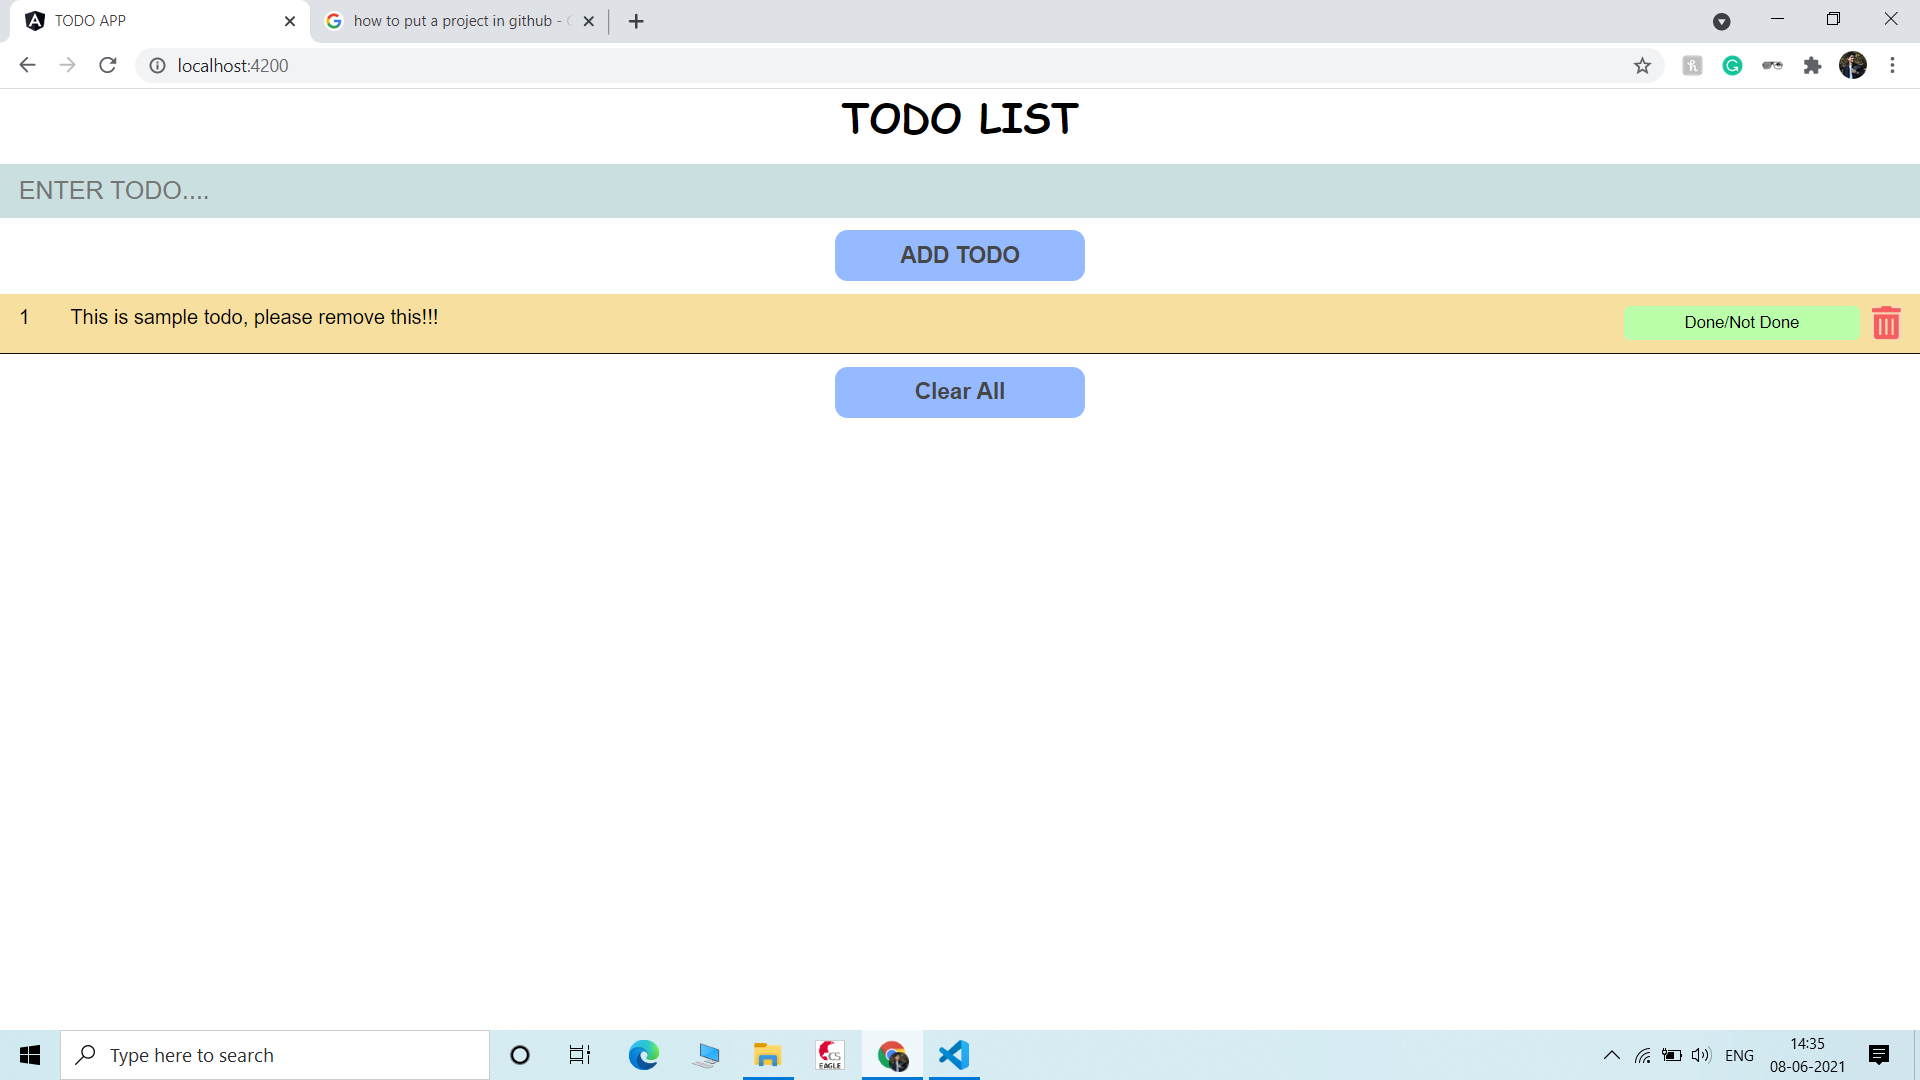 TODO APP
how to put a project in github -
localhost:4200
TODO LIST
ENTER TODO....
ADD TODO
1 This is sample todo, please remove this!!! Done/Not Done
Clear All
Type here to search
CS
EAGLE
ENG
14:35
08-06-2021